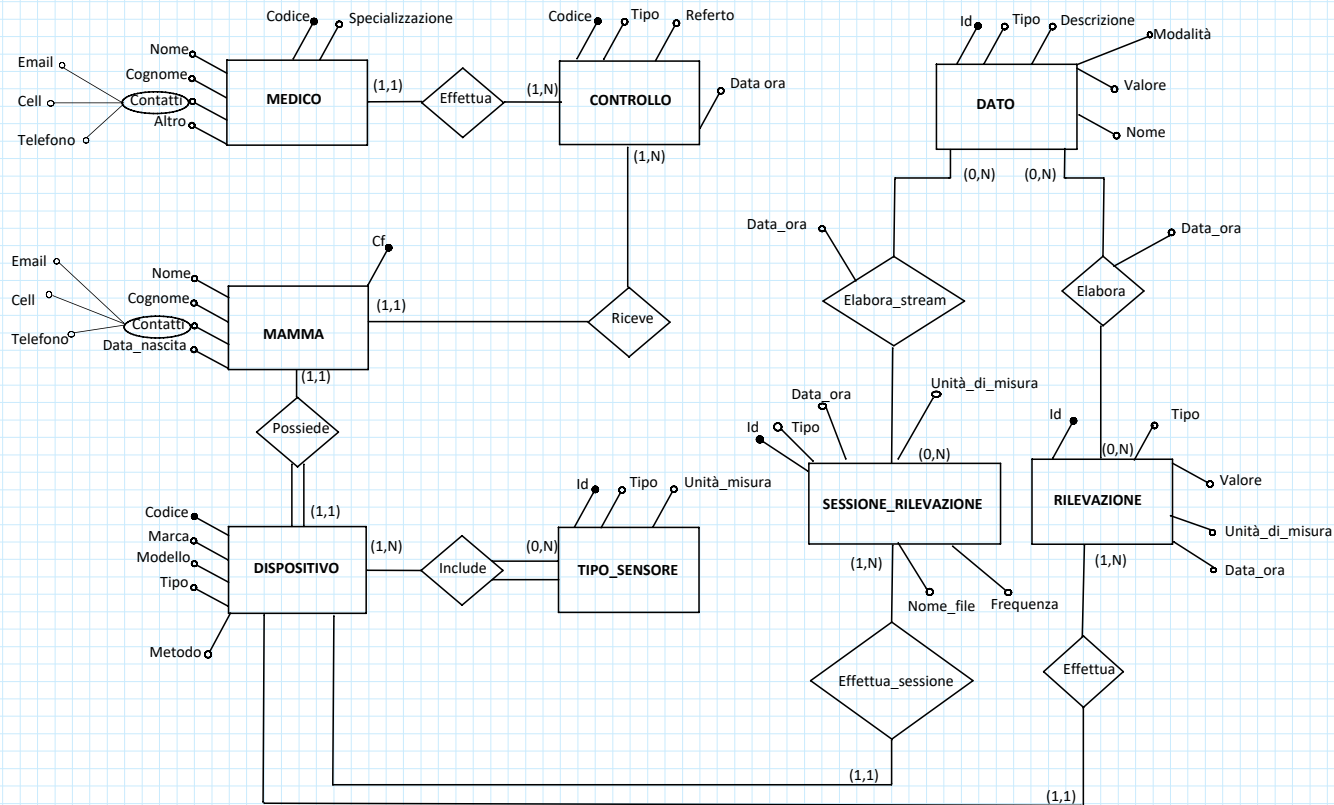 Codice
Specializzazione
Nome
Cognome
Email
Cell
Contatti
Altro
Telefono
MEDICO
(1,1)
Effettua
(1,N)
Codice
Tipo
Referto
Data ora
CONTROLLO
(1,N)
Id
Tipo
Descrizione
Modalità
Valore
Nome
DATO
(0,N)
(0,N)
Cf
Email
Nome
Cell
Cognome
Contatti
Telefono
Data_nascita
MAMMA
(1,1)
Riceve
(1,1)
Possiede
(1,1)
Data_ora
Elabora_stream
Data_ora
Elabora
Codice
Marca
Modello
Tipo
Metodo
DISPOSITIVO
(1,N)
Include
(0,N)
Id
Tipo
Unità_misura
TIPO_SENSORE
Id
Tipo
Data_ora
Unità_di_misura
(0,N)
SESSIONE_RILEVAZIONE
(1,N)
Nome_file
Frequenza
Id
Tipo
(0,N)
RILEVAZIONE
Valore
Unità_di_misura
Data_ora
(1,N)
Effettua_sessione
Effettua
(1,1)
(1,1)